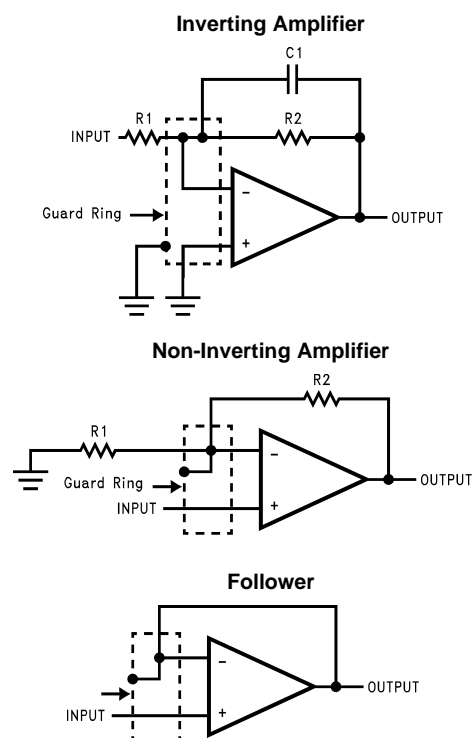 Inverting Amplifier
C1
R1
R2
INPUT
-
Guard Ring
OUTPUT
+
Non-Inverting Amplifier
R2
R1
-
Guard Ring
OUTPUT
INPUT
+
Follower
-
OUTPUT
INPUT
+